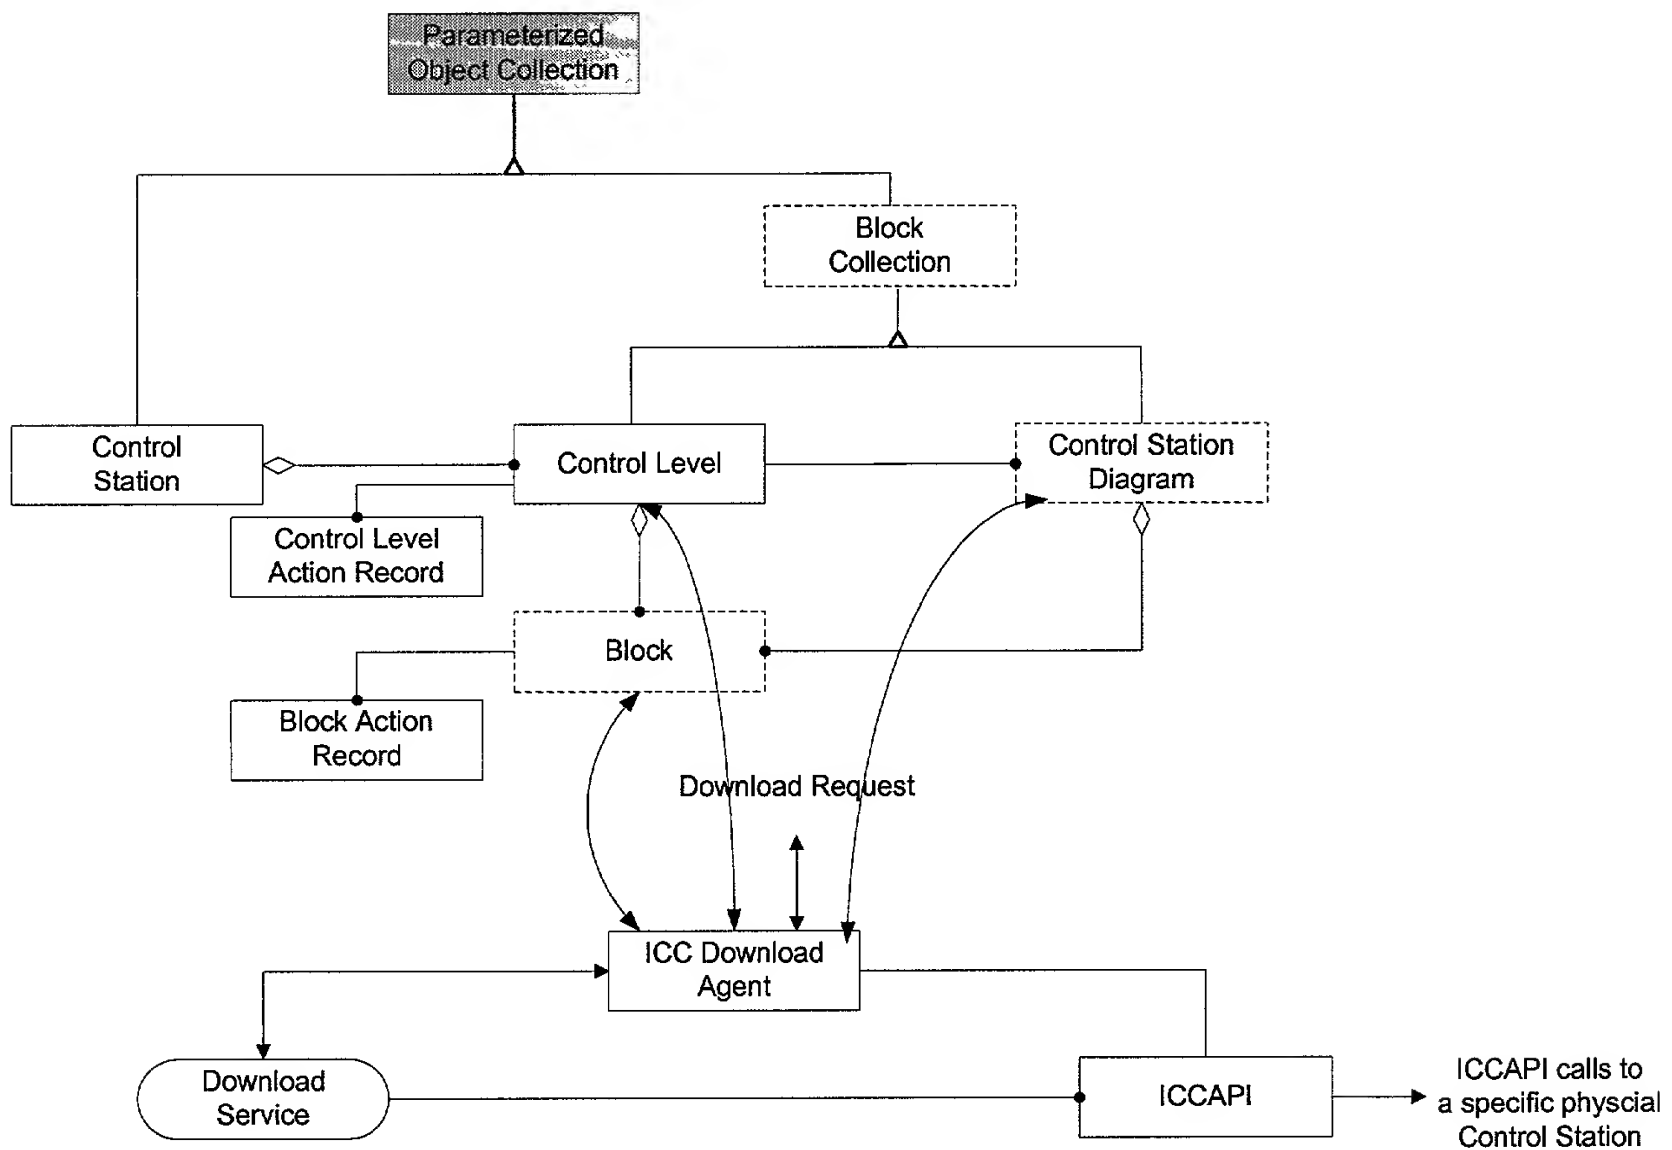 Parameterized
Object Collection
Block
Collection
Control
Station
Control Level
Control Station
Diagram
Control Level
Action Record
Block
Block Action
Record
Download Request
ICC Download
Agent
Download
Service
ICCAPI
ICCAPI calls to
a specific physcial
Control Station